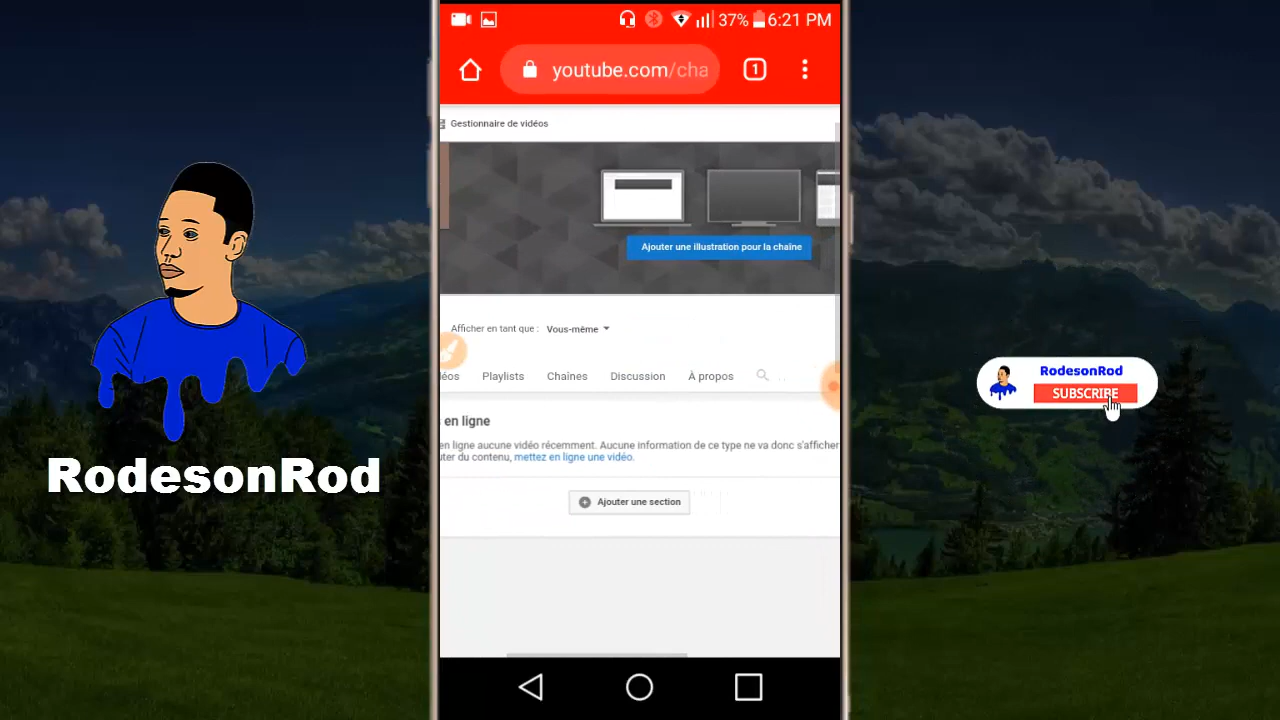 37% 6:21 PM
youtube.com/cha
1
Gestionnaire de vidéos
Ajouter une illustration pour la chaîne
Afficher en tant que : Vous-même
éos Playlists Chaînes Discussion À propos
en ligne
en ligne aucune vidéo récemment. Aucune information de ce type ne va donc s'afficher
uter du contenu, mettez en ligne une vidéo.
Ajouter une section
RodesonRod
RodesonRod
SUBSCRIBE